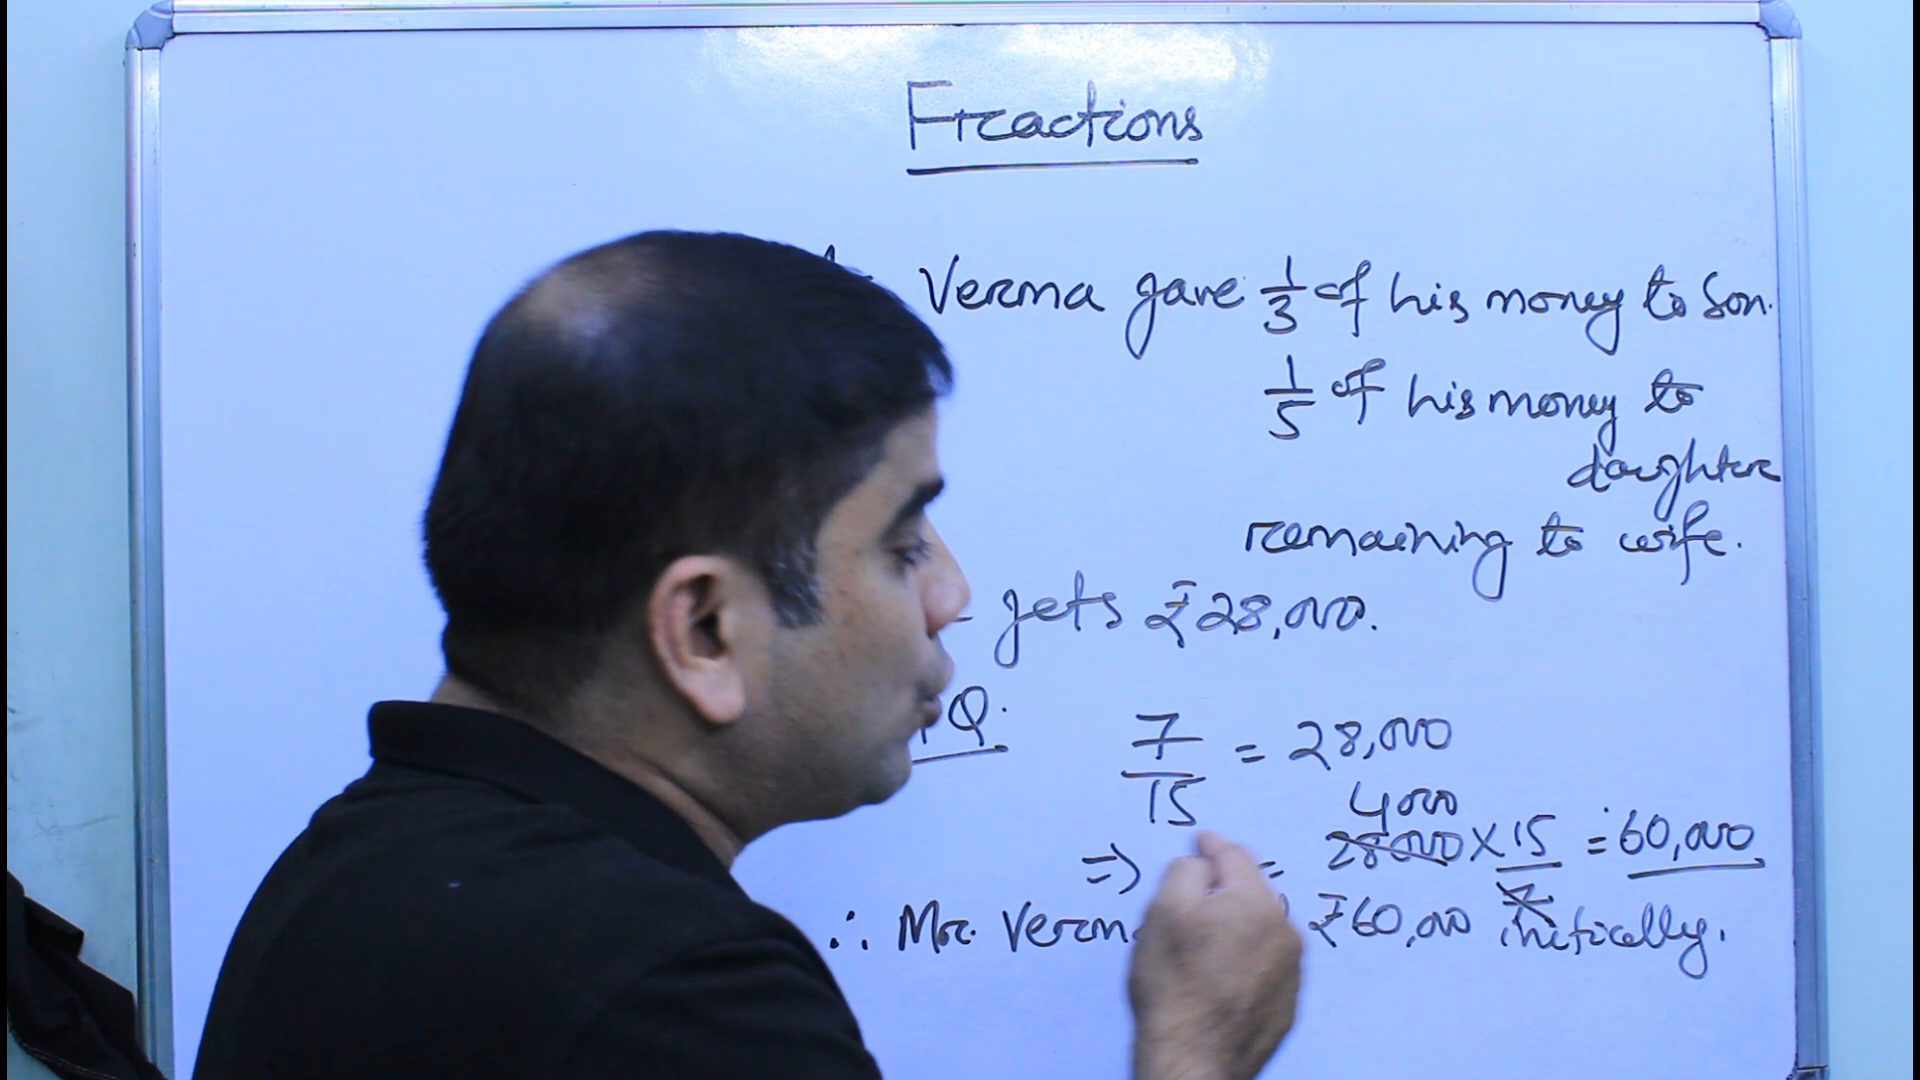 Fractions
Verma gave 1/3 of his money to son.
1/5 of his money to
daughter
remaining to wife.
gets ₹28,000.
Q.
7/15 = 28,000
4000
⇒ = 28000 × 15/7 = 60,000
∴ Mr. Verma ₹60,000 initially.